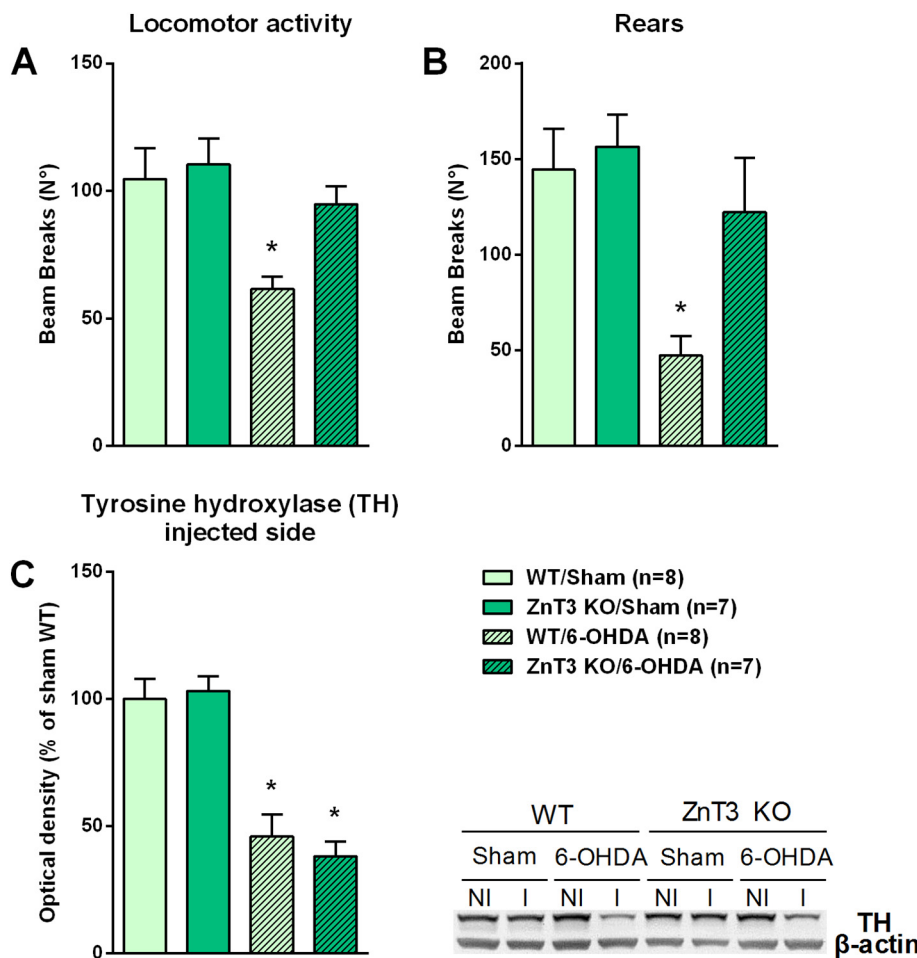 Locomotor activity
A
150
100
50
0
Beam Breaks (N°)
*
Rears
B
200
150
100
50
0
Beam Breaks (N°)
*
Tyrosine hydroxylase (TH)
injected side
C
150
100
50
0
Optical density (% of sham WT)
*
*
WT/Sham (n=8)
ZnT3 KO/Sham (n=7)
WT/6-OHDA (n=8)
ZnT3 KO/6-OHDA (n=7)
WT ZnT3 KO
Sham 6-OHDA Sham 6-OHDA
NI I NI I NI I NI I
TH
β-actin